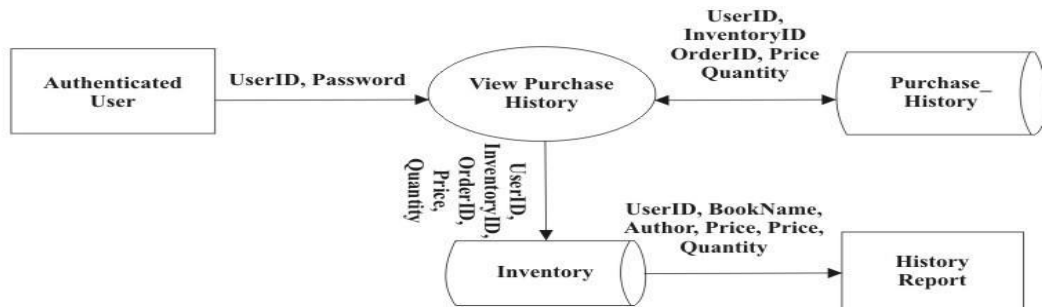 UserID,
InventoryID
OrderID, Price
Quantity
Authenticated
User
UserID, Password
View Purchase
History
Purchase_
History
UserID,
InventoryID,
OrderID,
Price,
Quantity
UserID, BookName,
Author, Price, Price,
Quantity
Inventory
History
Report